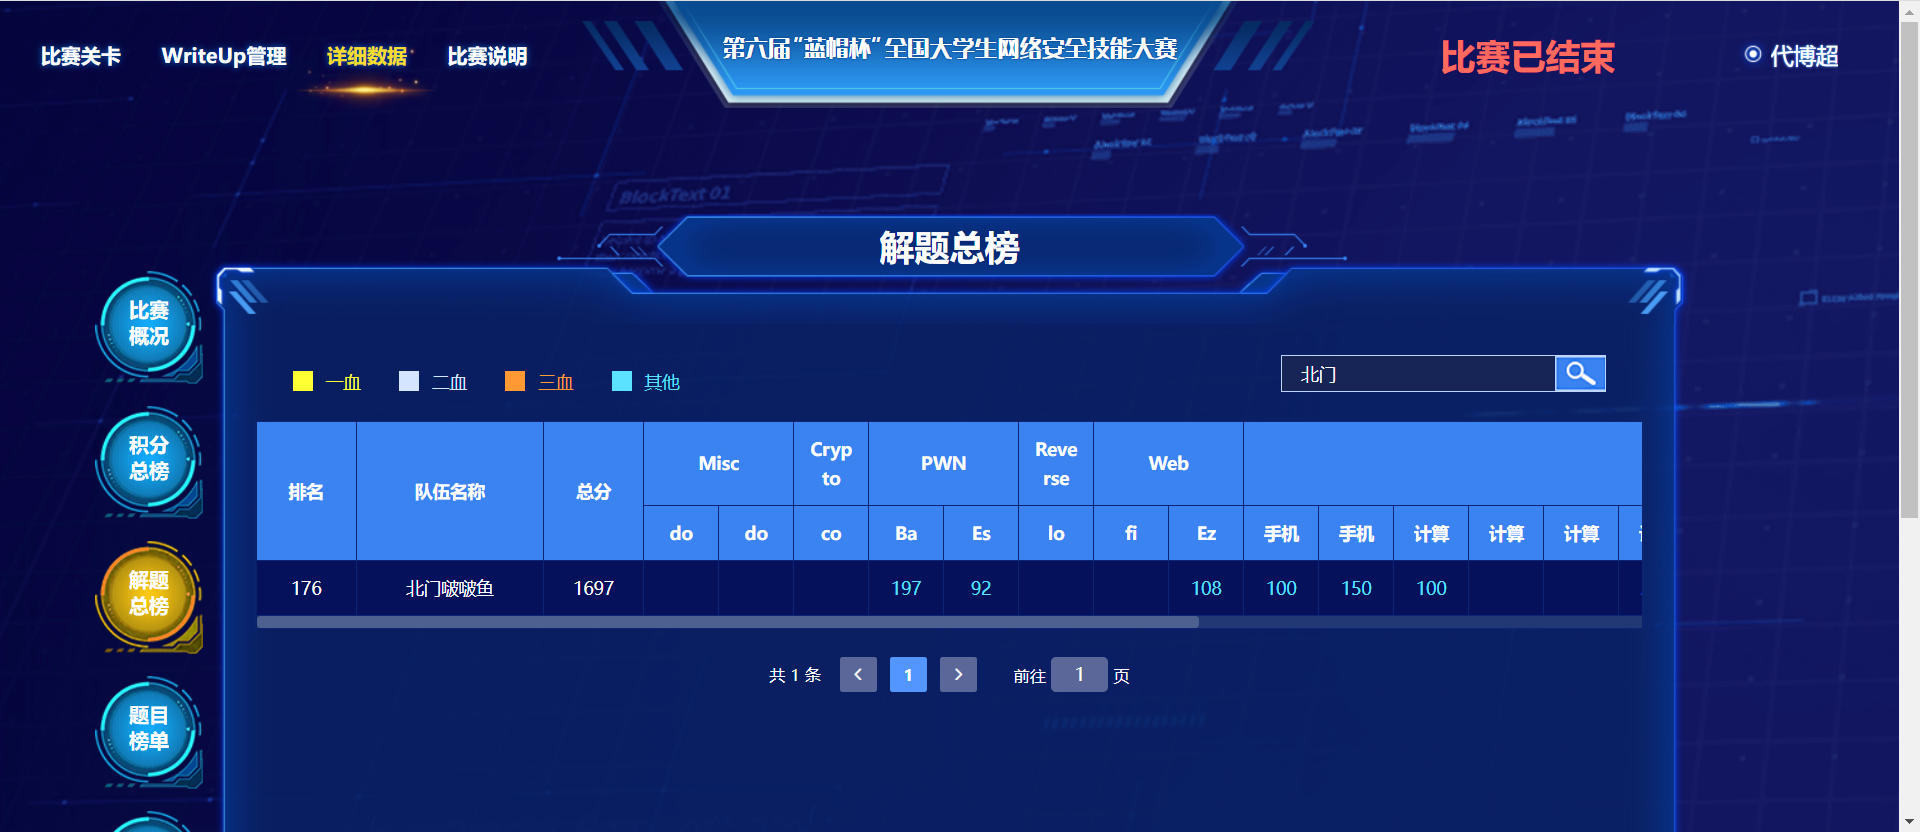 比赛关卡 WriteUp管理 详细数据 比赛说明
第六届"蓝帽杯"全国大学生网络安全技能大赛
比赛已结束
代博超
BlockText 01
解题总榜
比赛
概况
积分
总榜
解题
总榜
题目
榜单
一血 二血 三血 其他
北门
排名 队伍名称 总分 Misc Cryp
to PWN Reve
rse Web
do do co Ba Es lo fi Ez 手机 手机 计算 计算 计算
176 北门啵啵鱼 1697 197 92 108 100 150 100
共 1 条 1 前往 1 页